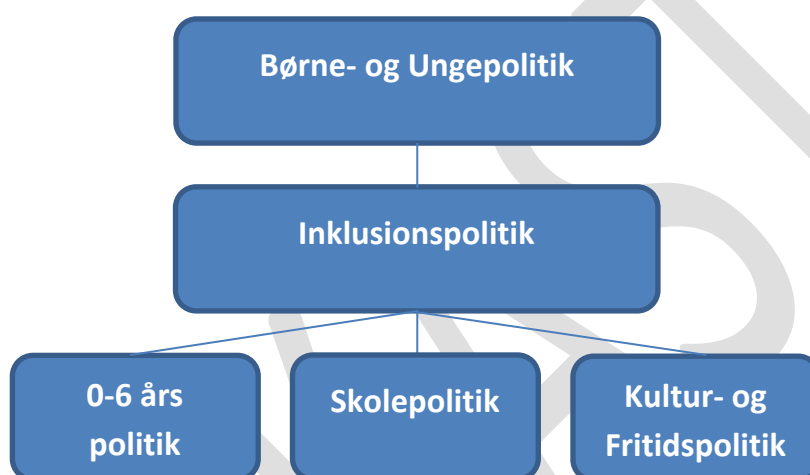 Børne- og Ungepolitik
Inklusionspolitik
0-6 års
politik
Skolepolitik
Kultur- og
Fritidspolitik